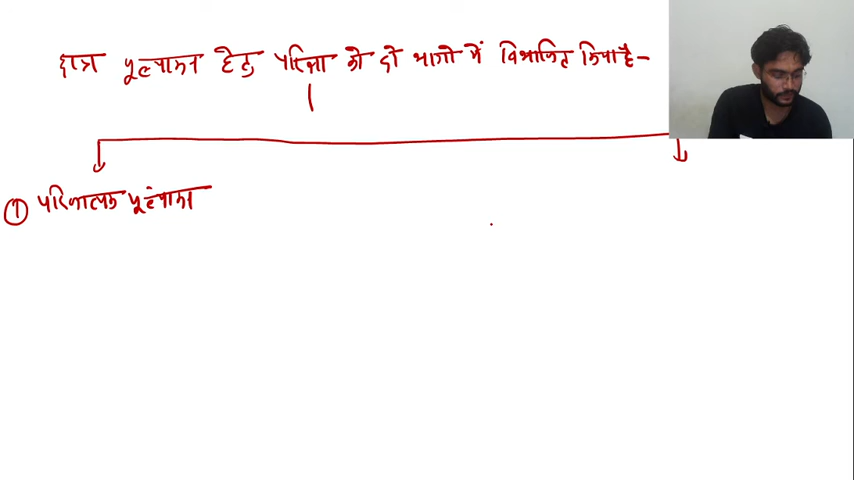 छात्र मूल्यांकन हेतु परिक्षा को दो भागो में विभाजित किया है-
① परिणात्मक मूल्यांकन